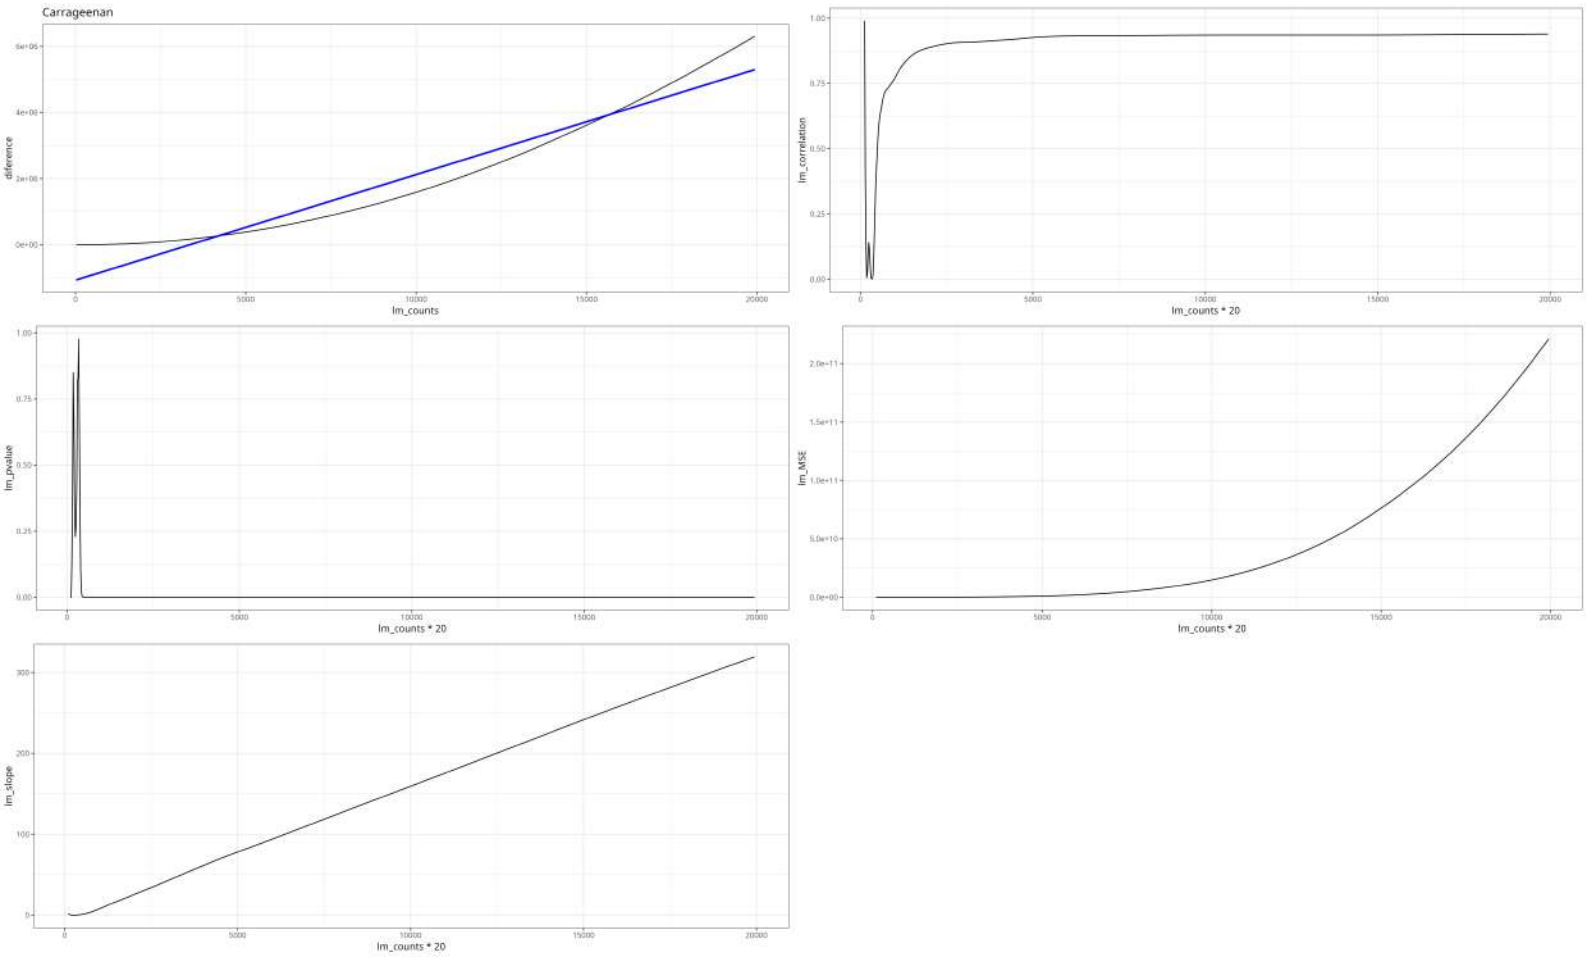 Carrageenan
6e+06
4e+06
2e+06
0e+00
diference
0
5000
10000
15000
20000
lm_counts
1.00
0.75
0.50
0.25
0.00
lm_correlation
0
5000
10000
15000
20000
lm_counts * 20
1.00
0.75
0.50
0.25
0.00
lm_pvalue
0
5000
10000
15000
20000
lm_counts * 20
2.0e+11
1.5e+11
1.0e+11
5.0e+10
0.0e+00
lm_MSE
0
5000
10000
15000
20000
lm_counts * 20
300
200
100
0
lm_slope
0
5000
10000
15000
20000
lm_counts * 20